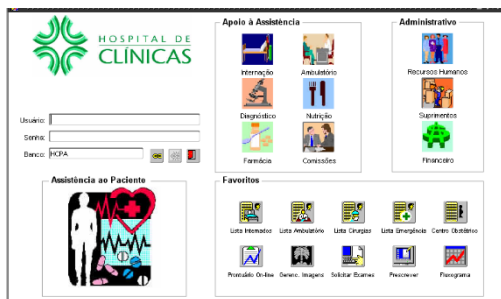 HOSPITAL DE
CLÍNICAS
Usuário:
Senha:
Banco: HCPA
Apoio à Assistência
Internação Ambulatório
Diagnóstico Nutrição
Farmácia Comissões
Administrativo
Recursos Humanos
Suprimentos
Financeiro
Assistência ao Paciente
Favoritos
Lista Internados Lista Ambulatório Lista Cirurgias Lista Emergência Centro Obstétrico
Prontuário On-line Gerenc. Imagens Solicitar Exames Prescrever Fluxograma